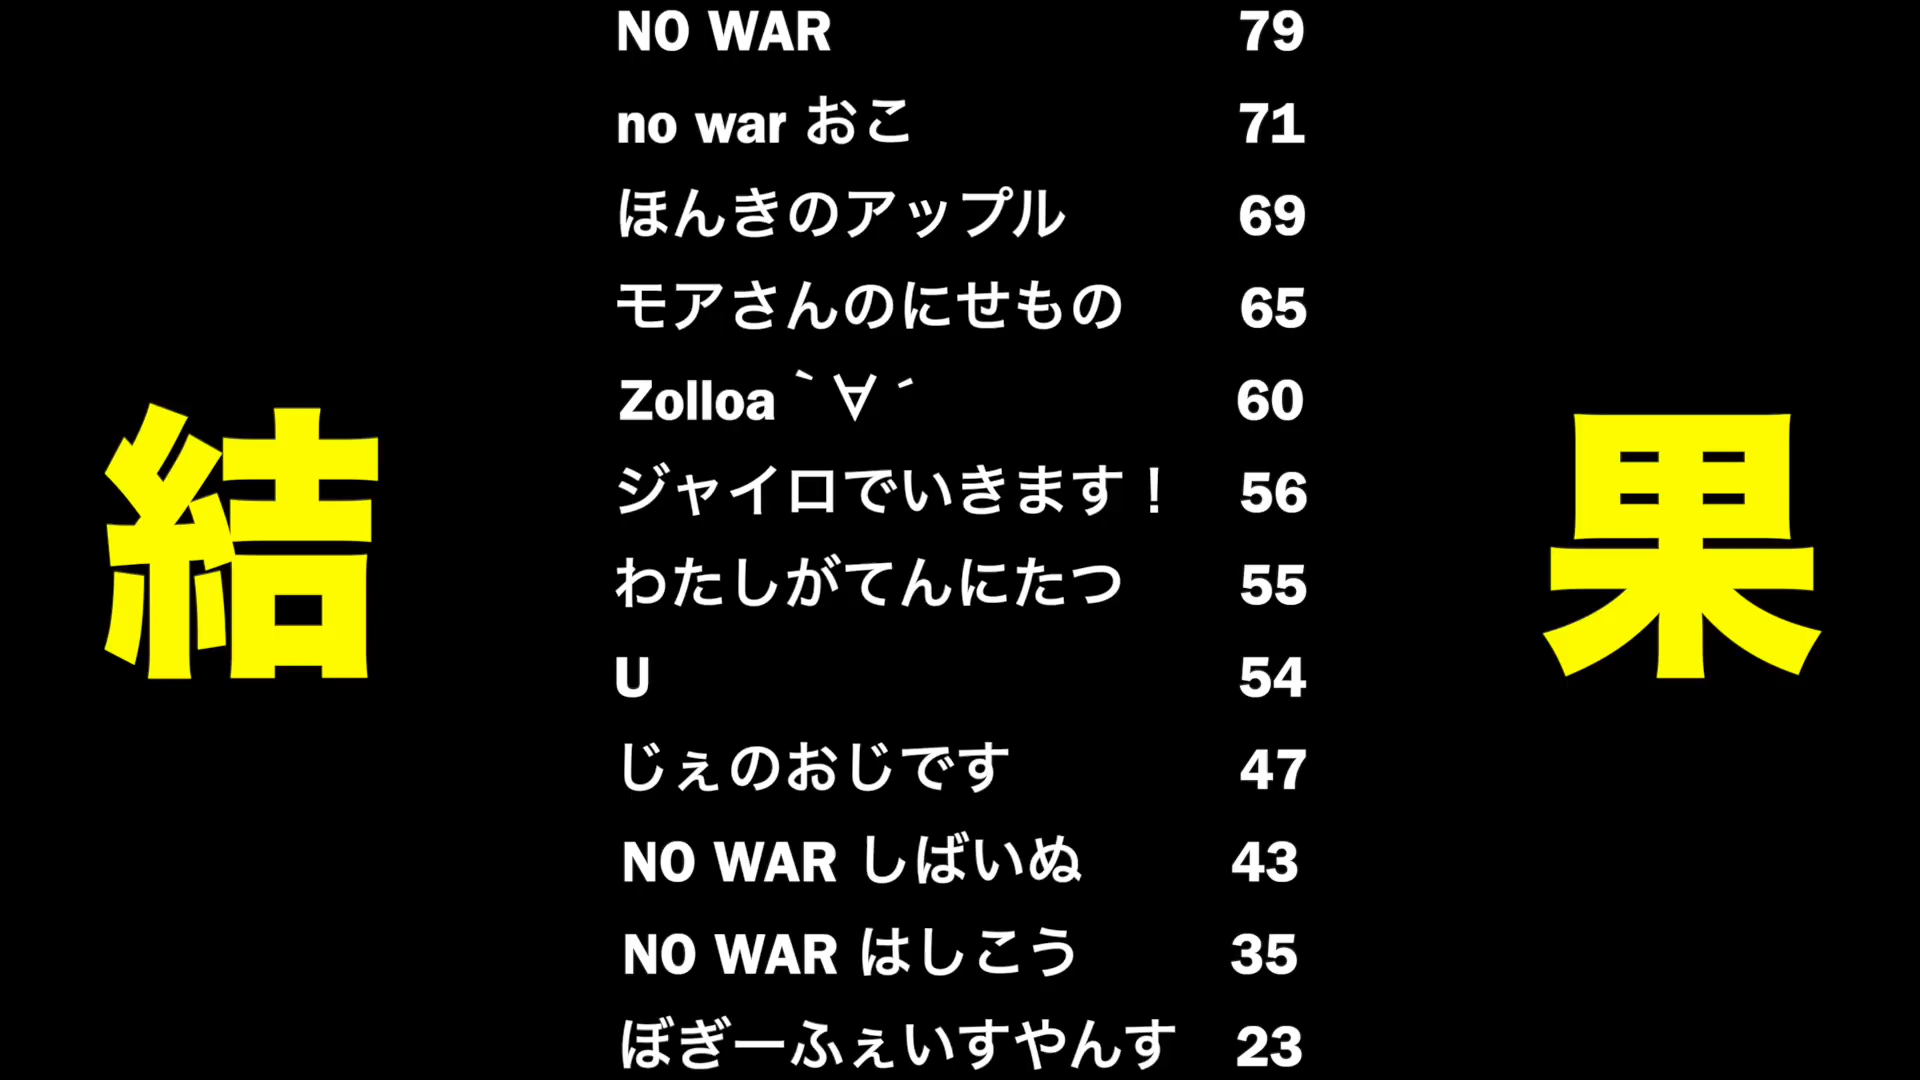 NO WAR 79
no war おこ 71
ほんきのアップル 69
モアさんのにせもの 65
Zolloa｀∀´ 60
ジャイロでいきます！ 56
わたしがてんにたつ 55
U 54
じぇのおじです 47
NO WAR しばいぬ 43
NO WAR はしこう 35
ぼぎーふぇいすやんす 23
結果